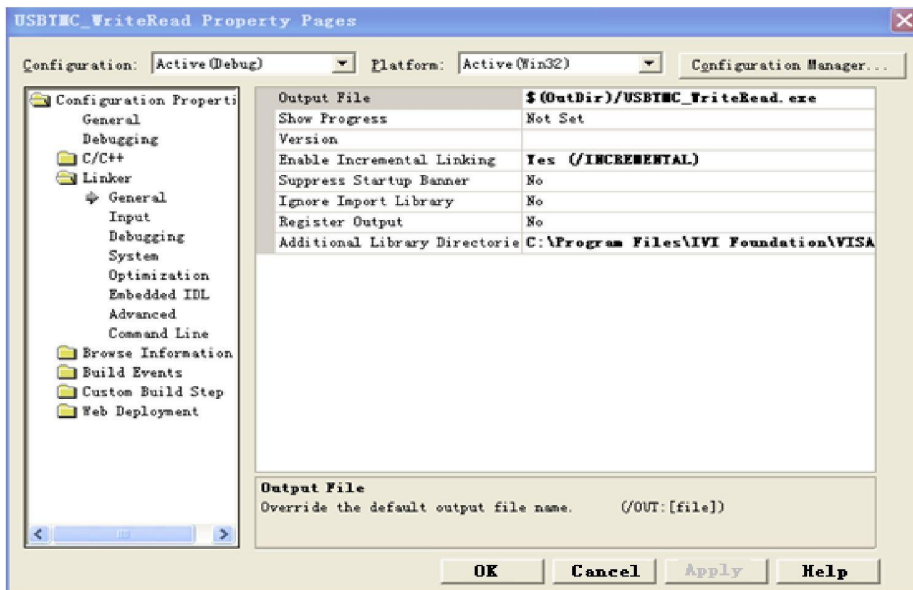 USBTMC_WriteRead Property Pages
Configuration: Active(Debug) Platform: Active(Win32) Configuration Manager...
Configuration Properti
General
Debugging
C/C++
Linker
General
Input
Debugging
System
Optimization
Embedded IDL
Advanced
Command Line
Browse Information
Build Events
Custom Build Step
Web Deployment
Output File $(OutDir)/USBTMC_WriteRead.exe
Show Progress Not Set
Version
Enable Incremental Linking Yes (/INCREMENTAL)
Suppress Startup Banner No
Ignore Import Library No
Register Output No
Additional Library Directorie C:\Program Files\IVI Foundation\VISA
Output File
Override the default output file name. (/OUT:[file])
OK Cancel Apply Help